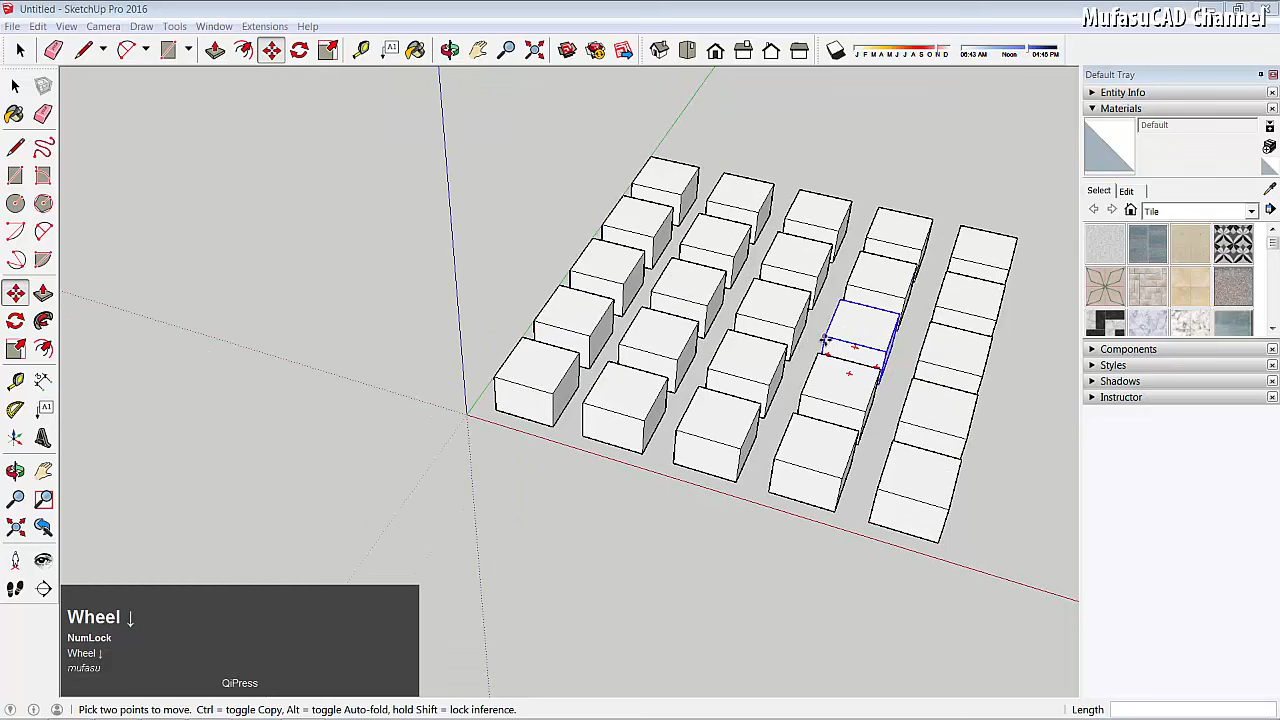 Untitled - SketchUp Pro 2016
MufasuCAD Channel
File Edit View Camera Draw Tools Window Extensions Help
J F M A M J J A S O N D
06:43 AM Noon 04:45 PM
Default Tray
Entity Info
Materials
Default
Select Edit
Tile
Components
Styles
Shadows
Instructor
Wheel ↓
NumLock
Wheel ↓
mufasu
QiPress
Pick two points to move. Ctrl = toggle Copy, Alt = toggle Auto-fold, hold Shift = lock inference.
Length